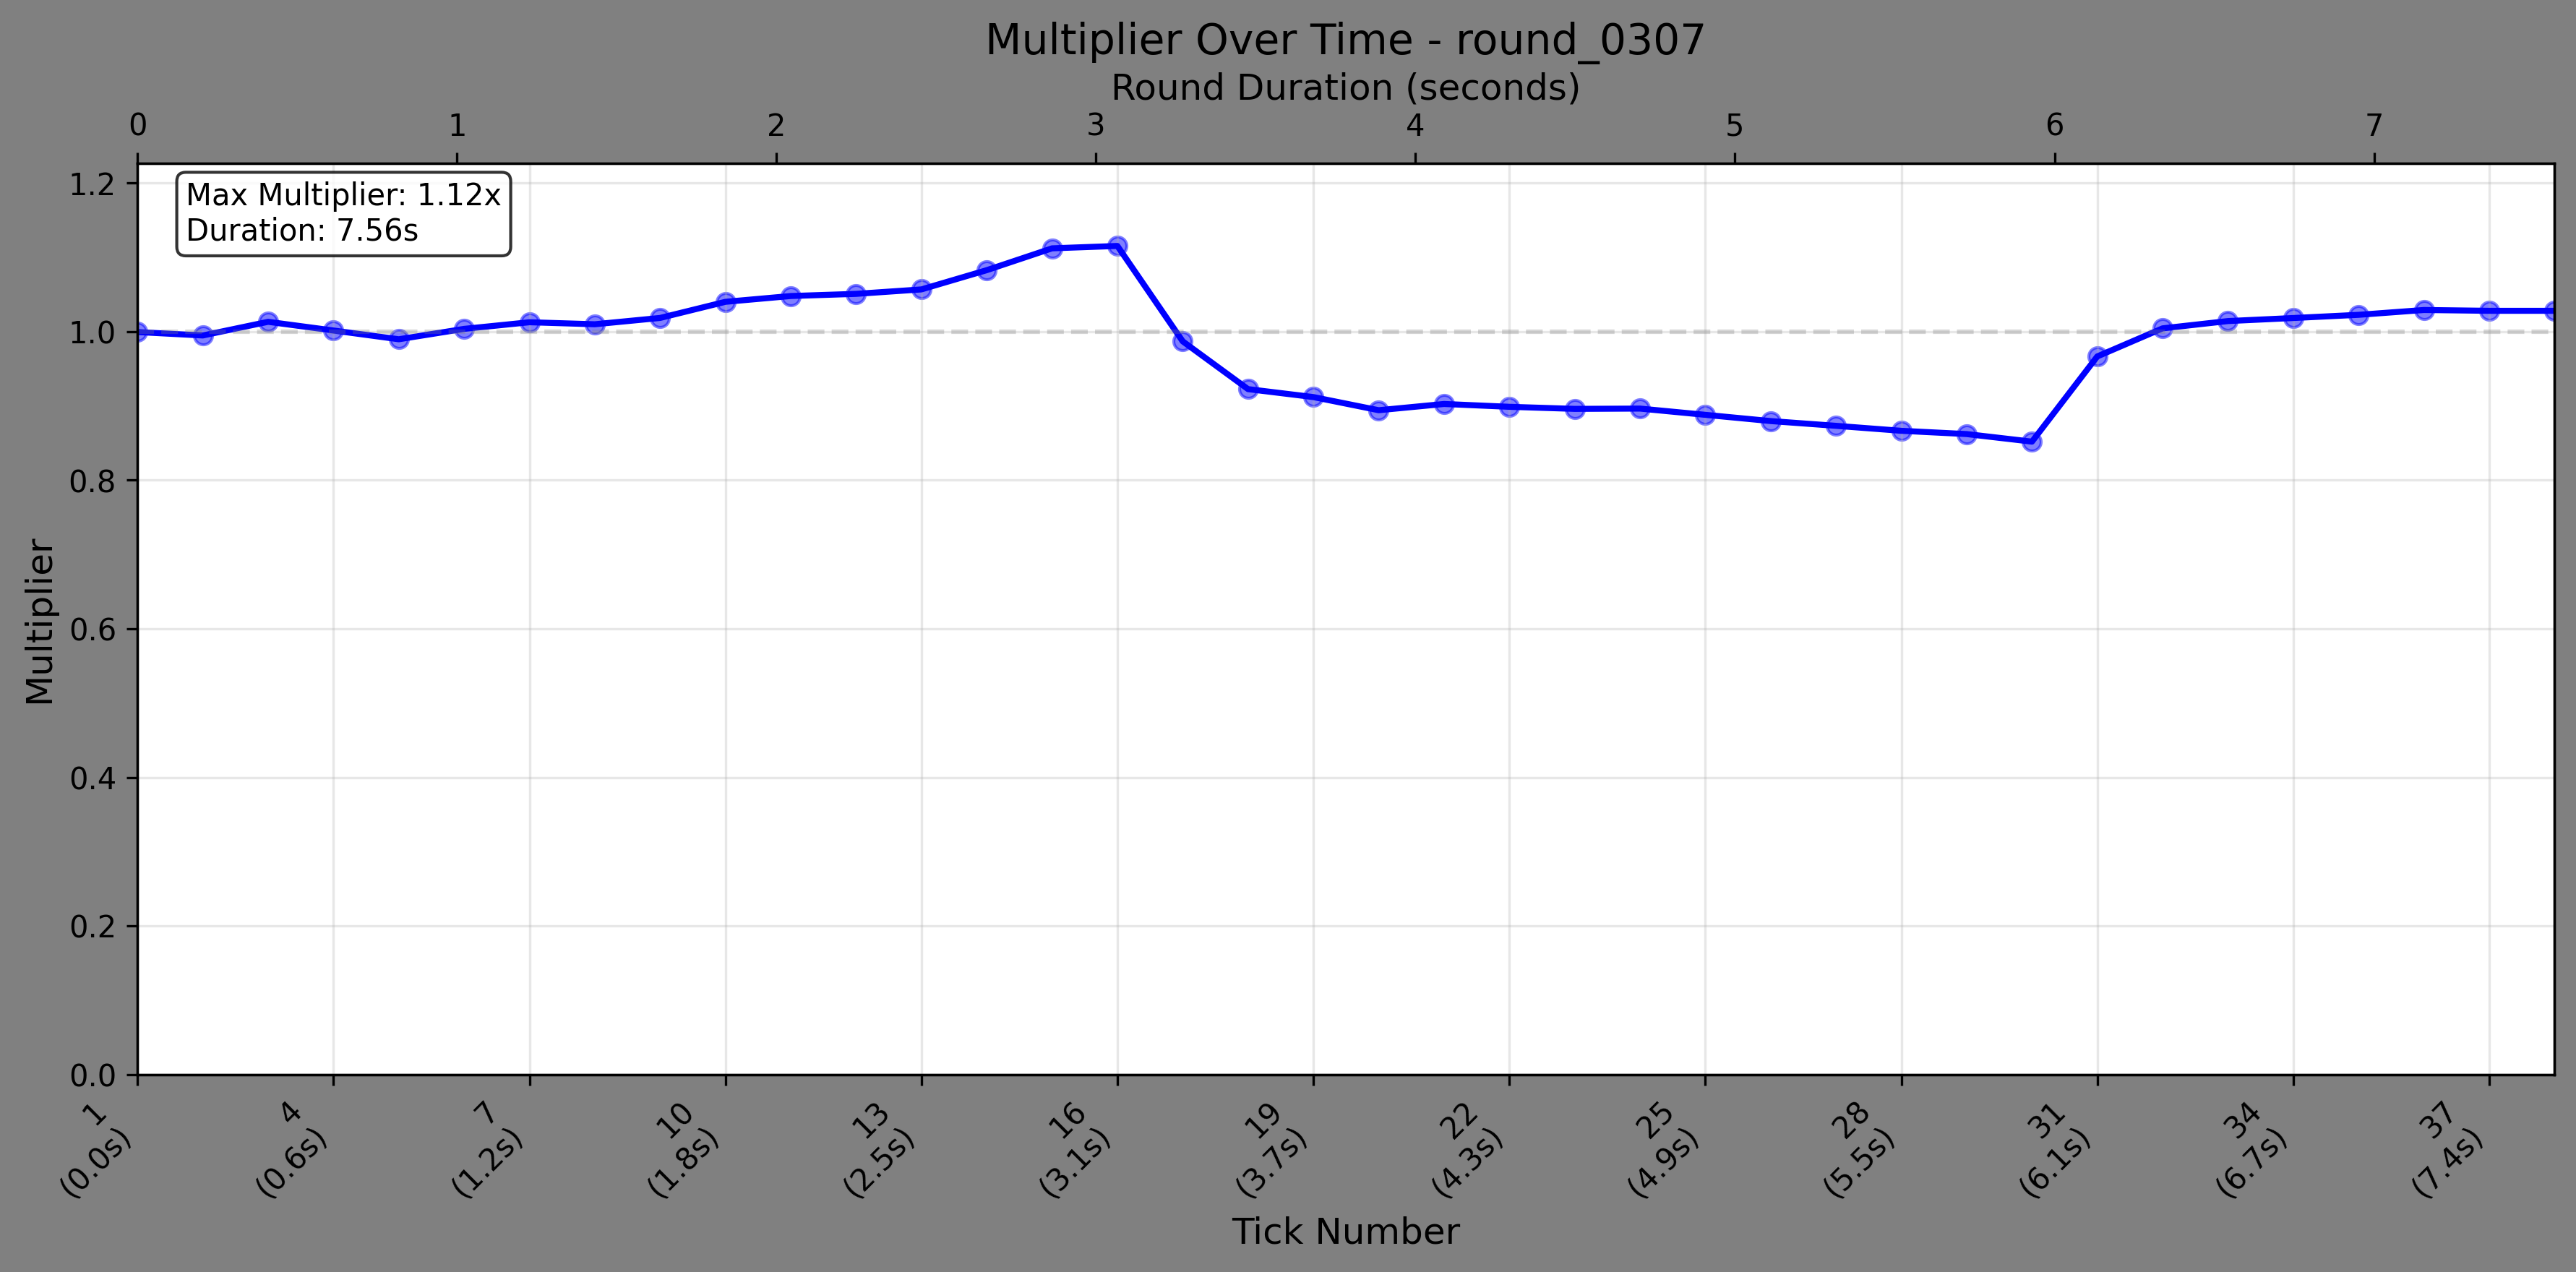 Multiplier Over Time - round_0307
Round Duration (seconds)
0 1 2 3 4 5 6 7
Max Multiplier: 1.12x
Duration: 7.56s
1.2
1.0
0.8
0.6
0.4
0.2
0.0
Multiplier
1
(0.0s)
4
(0.6s)
7
(1.2s)
10
(1.8s)
13
(2.5s)
16
(3.1s)
19
(3.7s)
22
(4.3s)
25
(4.9s)
28
(5.5s)
31
(6.1s)
34
(6.7s)
37
(7.4s)
Tick Number